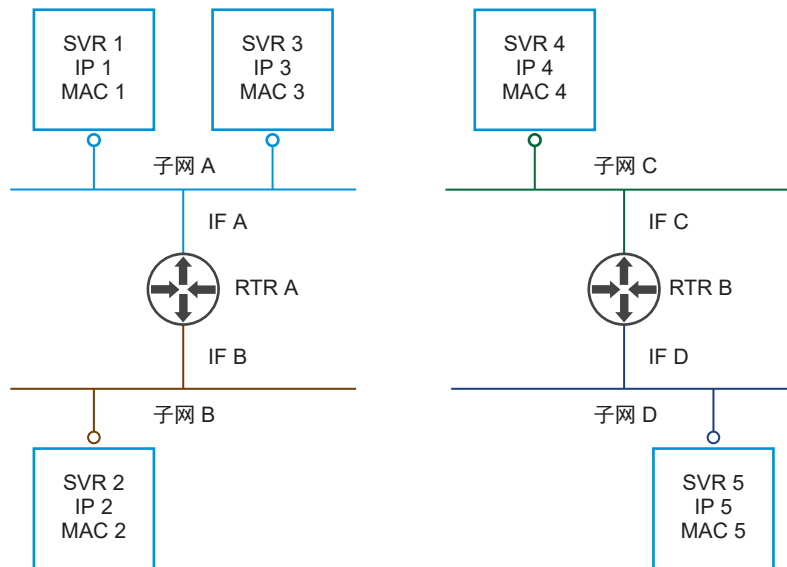 SVR 1
IP 1
MAC 1
SVR 3
IP 3
MAC 3
SVR 4
IP 4
MAC 4
子网 A
子网 C
IF A
IF C
RTR A
RTR B
IF B
IF D
子网 B
子网 D
SVR 2
IP 2
MAC 2
SVR 5
IP 5
MAC 5